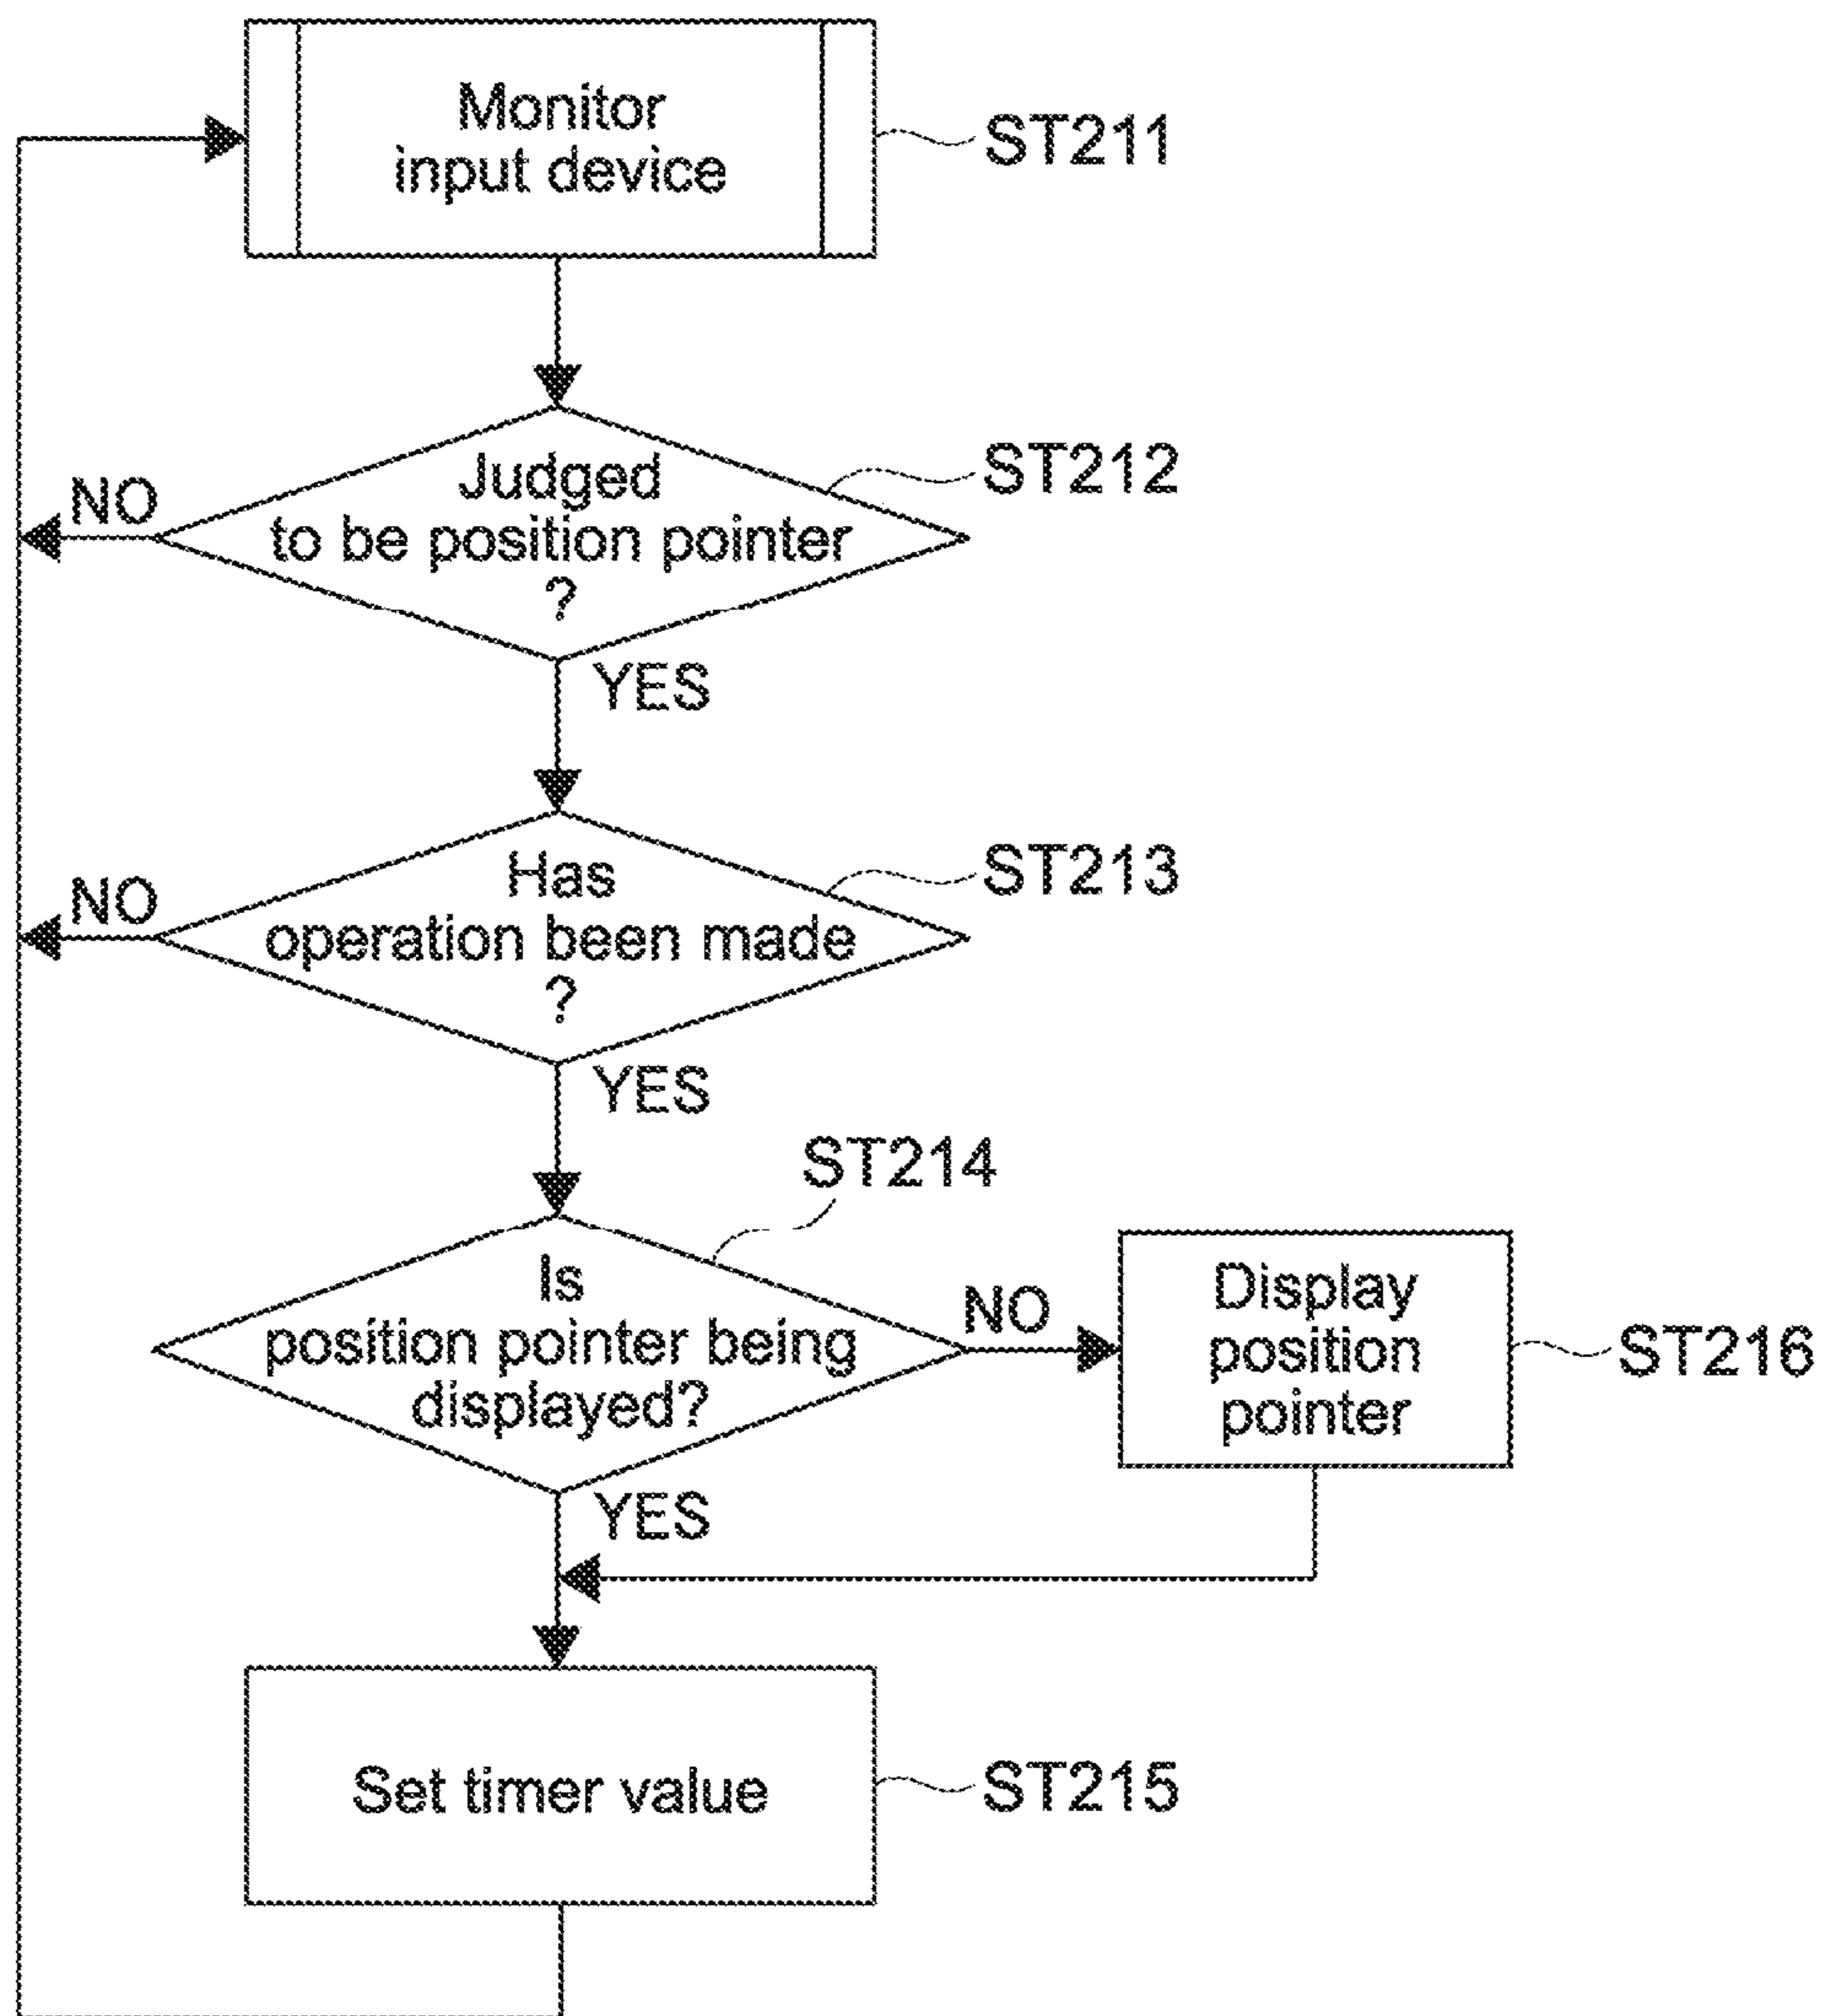 Monitor
input device
ST211
Judged
to be position pointer
?
ST212
NO
YES
Has
operation been made
?
ST213
NO
YES
ST214
Is
position pointer being
displayed?
NO
Display
position
pointer
ST216
YES
Set timer value
ST215